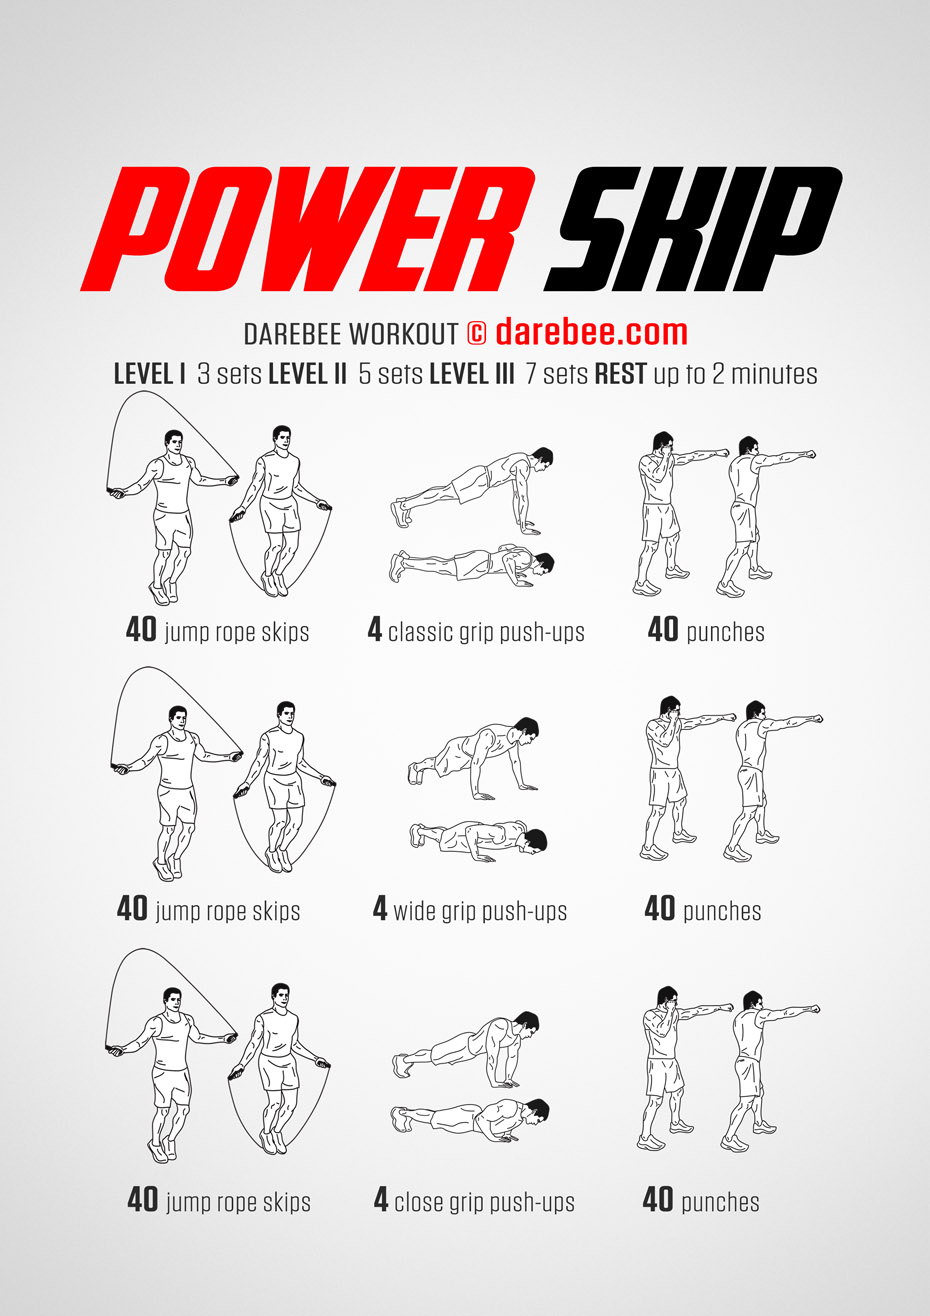 POWER SKIP
DAREBEE WORKOUT © darebee.com
LEVEL I 3 sets LEVEL II 5 sets LEVEL III 7 sets REST up to 2 minutes
40 jump rope skips
4 classic grip push-ups
40 punches
40 jump rope skips
4 wide grip push-ups
40 punches
40 jump rope skips
4 close grip push-ups
40 punches